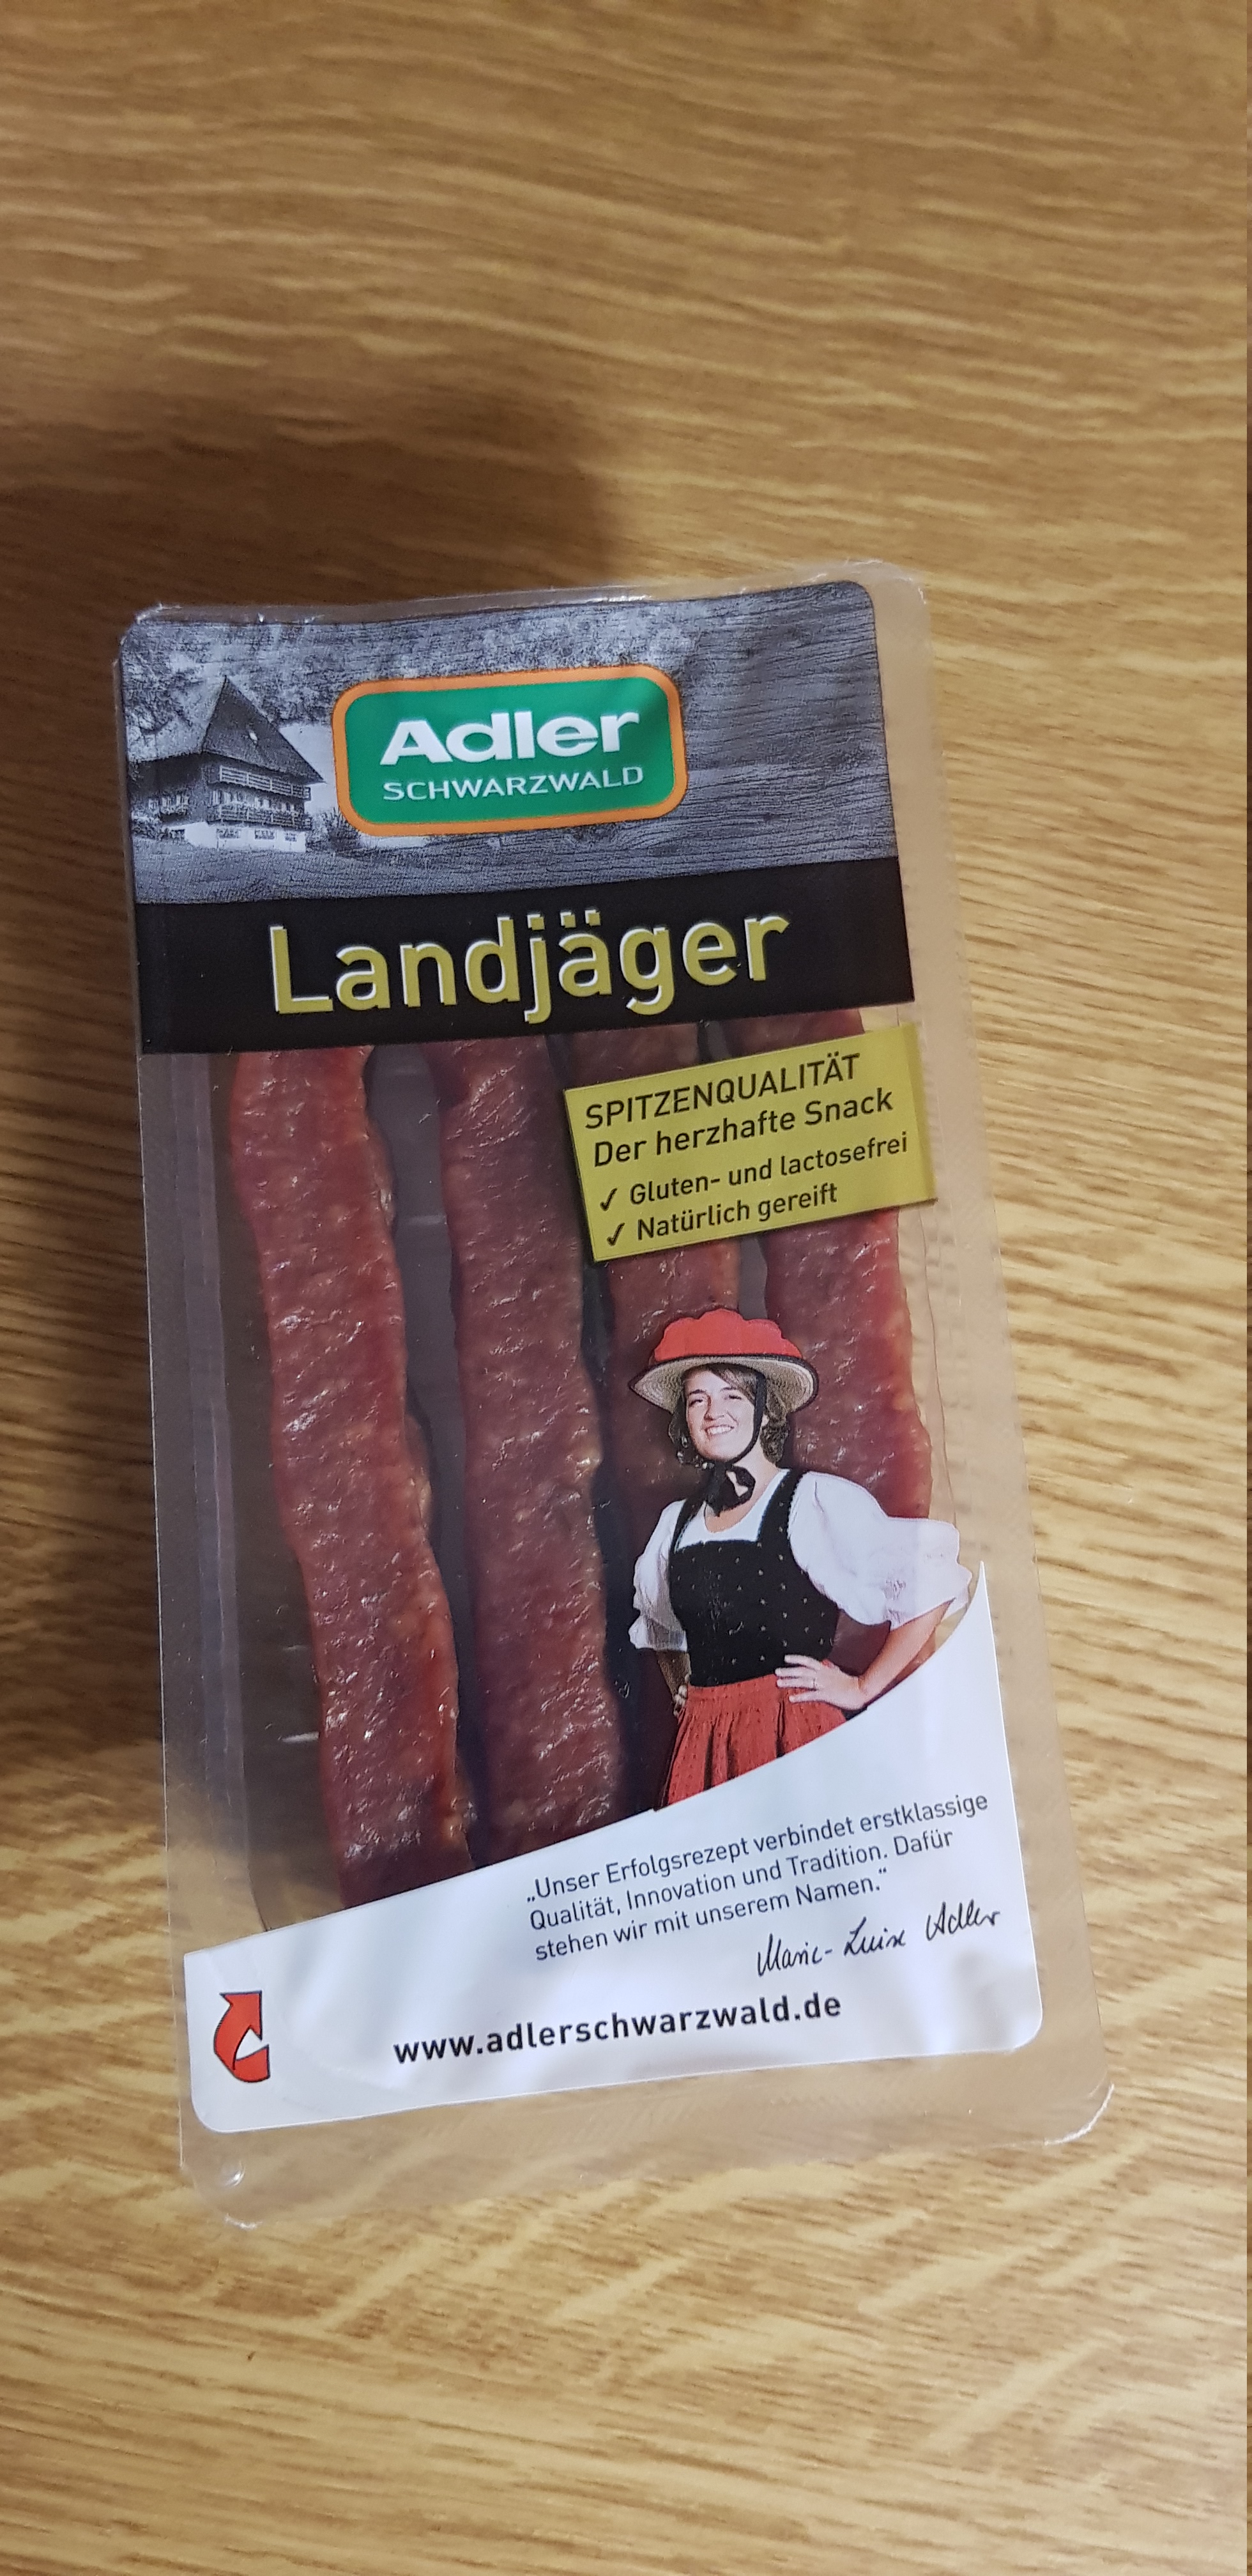 Adler
SCHWARZWALD
Landjäger
SPITZENQUALITÄT
Der herzhafte Snack
✓ Gluten- und lactosefrei
✓ Natürlich gereift
„Unser Erfolgsrezept verbindet erstklassige
Qualität, Innovation und Tradition. Dafür
stehen wir mit unserem Namen.“
Marie-Luise Adler
www.adlerschwarzwald.de